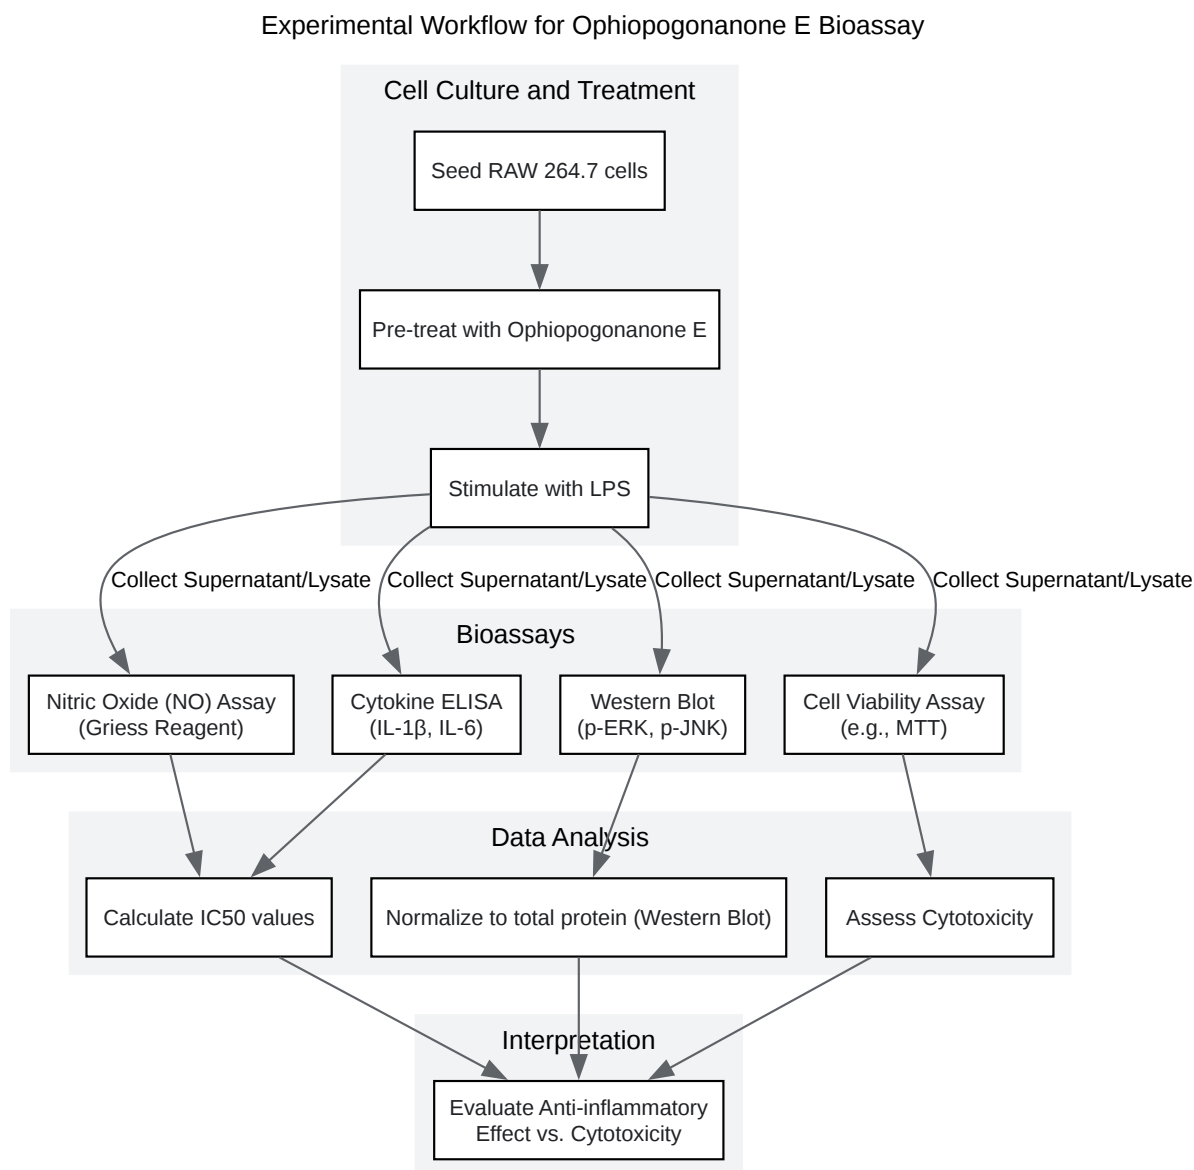 Experimental Workflow for Ophiopogonanone E Bioassay
Cell Culture and Treatment
Seed RAW 264.7 cells
Pre-treat with Ophiopogonanone E
Stimulate with LPS
Collect Supernatant/Lysate
Collect Supernatant/Lysate
Collect Supernatant/Lysate
Collect Supernatant/Lysate
Bioassays
Nitric Oxide (NO) Assay
(Griess Reagent)
Cytokine ELISA
(IL-1β, IL-6)
Western Blot
(p-ERK, p-JNK)
Cell Viability Assay
(e.g., MTT)
Data Analysis
Calculate IC50 values
Normalize to total protein (Western Blot)
Assess Cytotoxicity
Interpretation
Evaluate Anti-inflammatory
Effect vs. Cytotoxicity